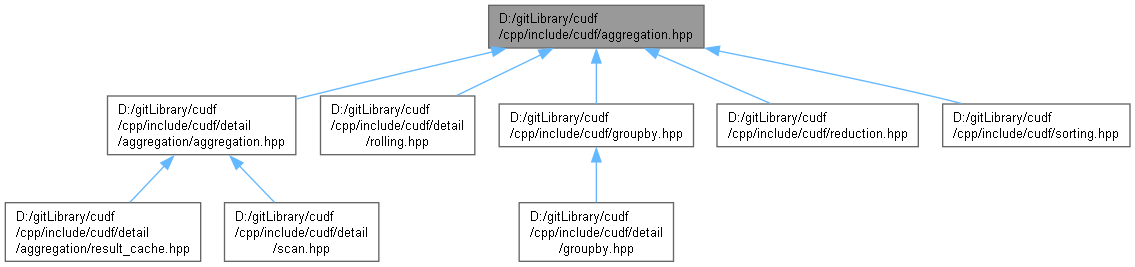 D:/gitLibrary/cudf
/cpp/include/cudf/aggregation.hpp
D:/gitLibrary/cudf
/cpp/include/cudf/detail
/aggregation/aggregation.hpp
D:/gitLibrary/cudf
/cpp/include/cudf/detail
/rolling.hpp
D:/gitLibrary/cudf
/cpp/include/cudf/groupby.hpp
D:/gitLibrary/cudf
/cpp/include/cudf/reduction.hpp
D:/gitLibrary/cudf
/cpp/include/cudf/sorting.hpp
D:/gitLibrary/cudf
/cpp/include/cudf/detail
/aggregation/result_cache.hpp
D:/gitLibrary/cudf
/cpp/include/cudf/detail
/scan.hpp
D:/gitLibrary/cudf
/cpp/include/cudf/detail
/groupby.hpp